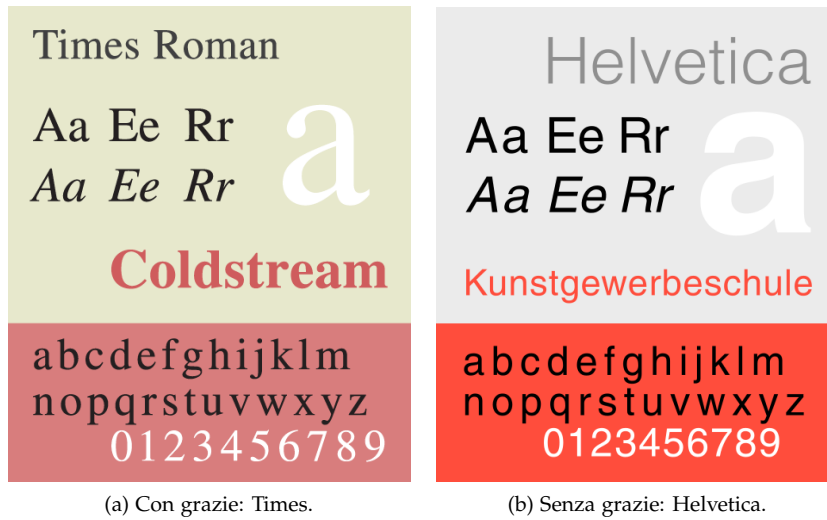 Times Roman
Aa Ee Rr
Aa Ee Rr
a
Coldstream
abcdefghijklm
nopqrstuvwxyz
0123456789
(a) Con grazie: Times.
Helvetica
Aa Ee Rr
Aa Ee Rr
a
Kunstgewerbeschule
abcdefghijklm
nopqrstuvwxyz
0123456789
(b) Senza grazie: Helvetica.